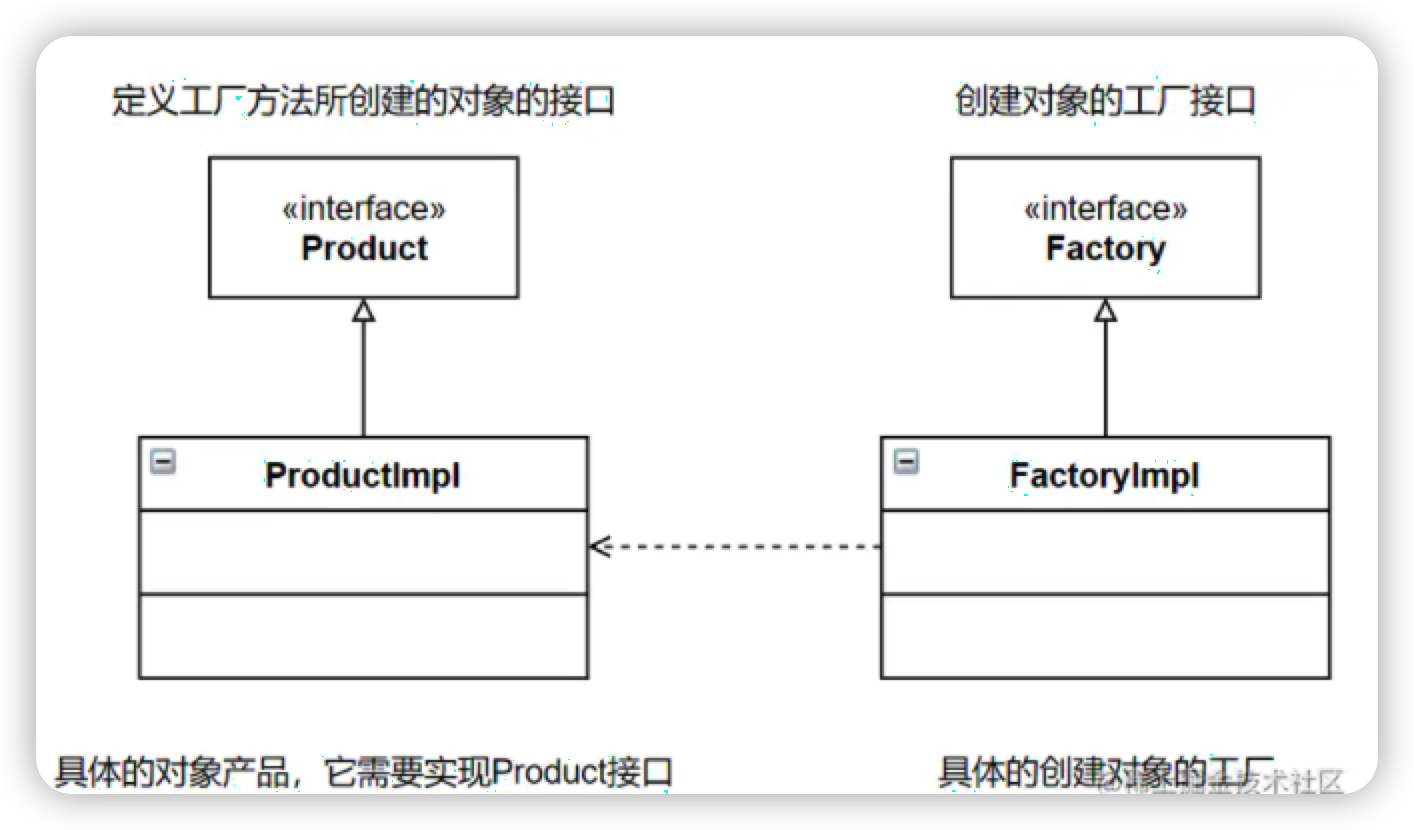 定义工厂方法所创建的对象的接口
创建对象的工厂接口
«interface»
Product
«interface»
Factory
ProductImpl
FactoryImpl
具体的对象产品，它需要实现Product接口
具体的创建对象的工厂
@稀土掘金技术社区